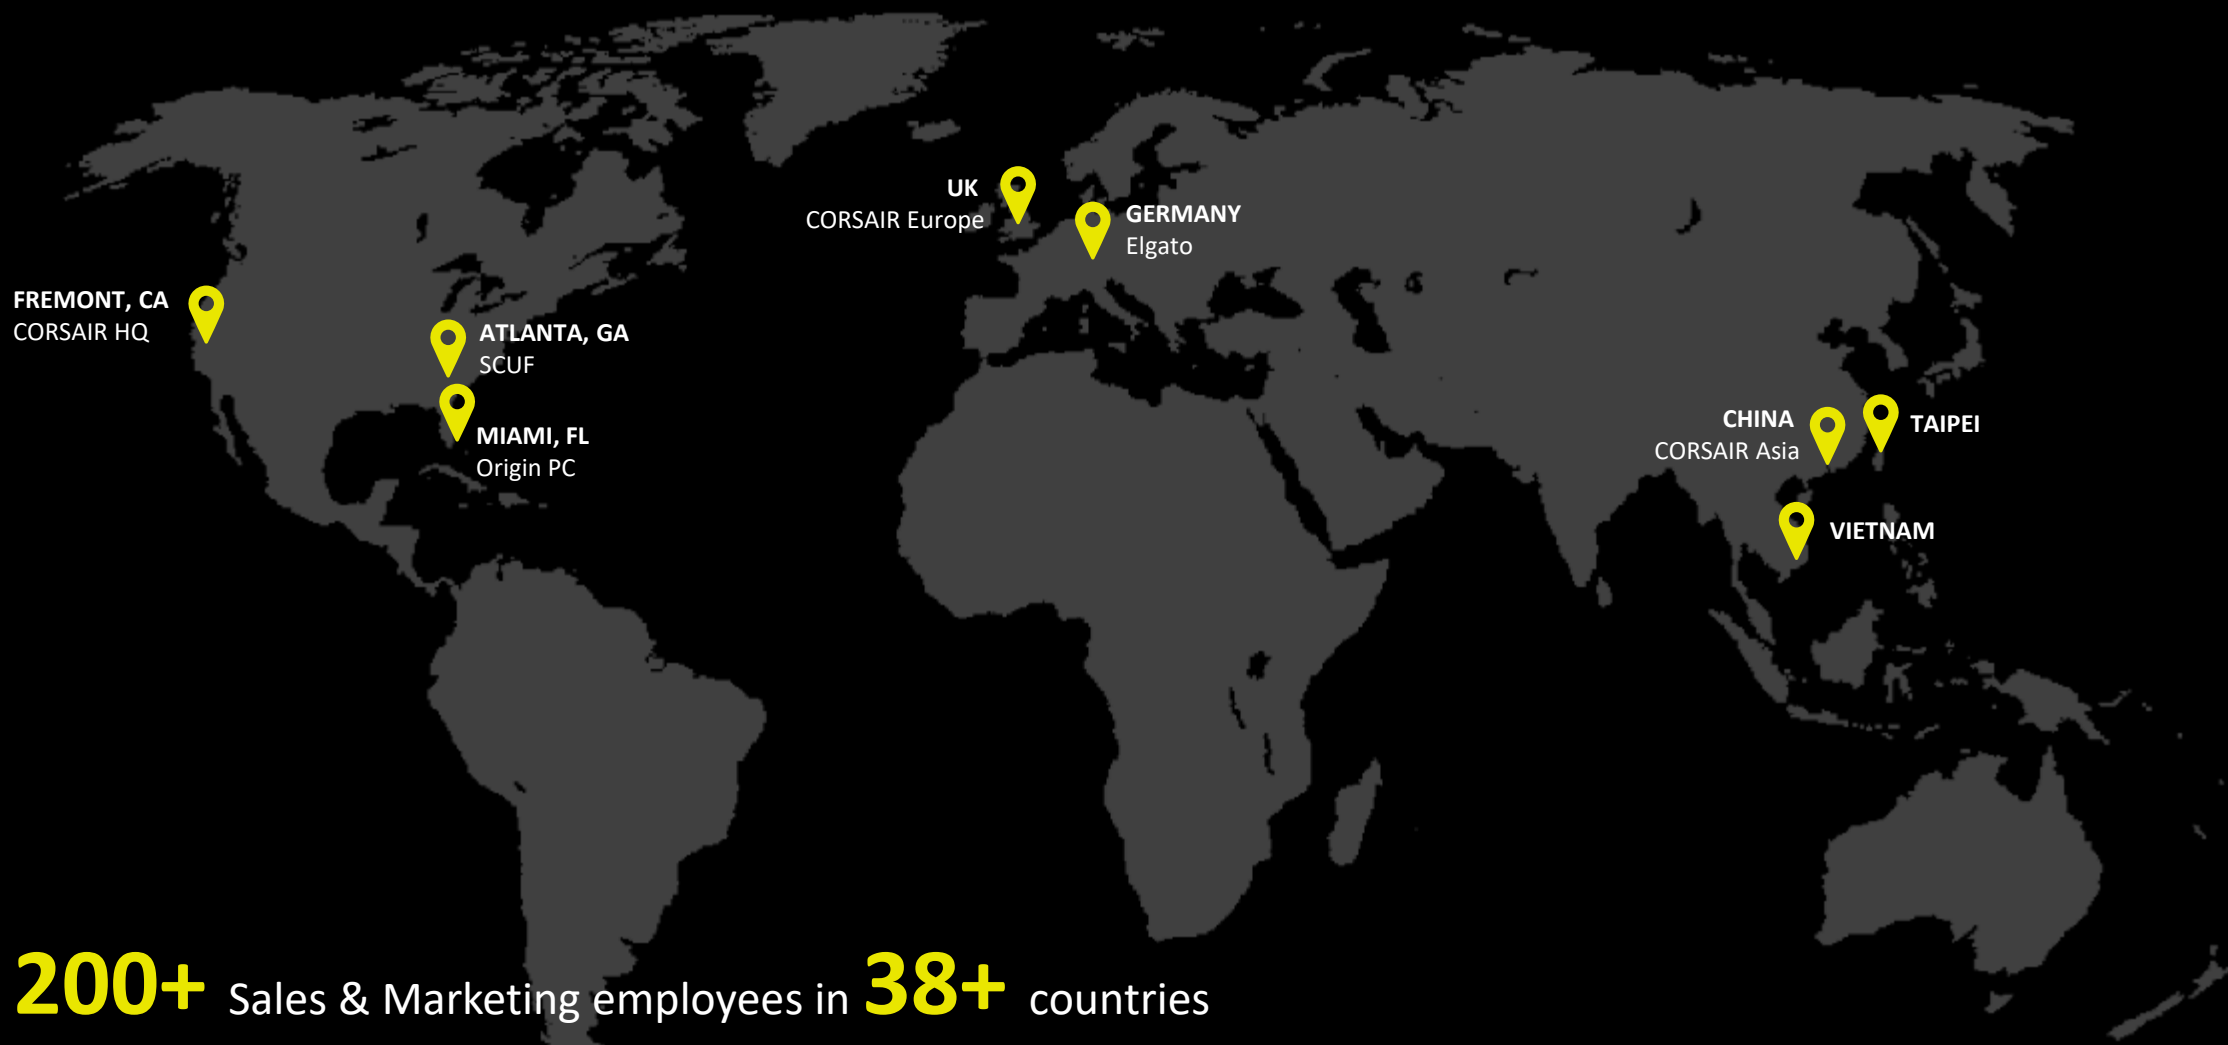 UK
CORSAIR Europe
GERMANY
Elgato
FREMONT, CA
CORSAIR HQ
ATLANTA, GA
SCUF
MIAMI, FL
Origin PC
CHINA
CORSAIR Asia
TAIPEI
VIETNAM
200+ Sales & Marketing employees in 38+ countries